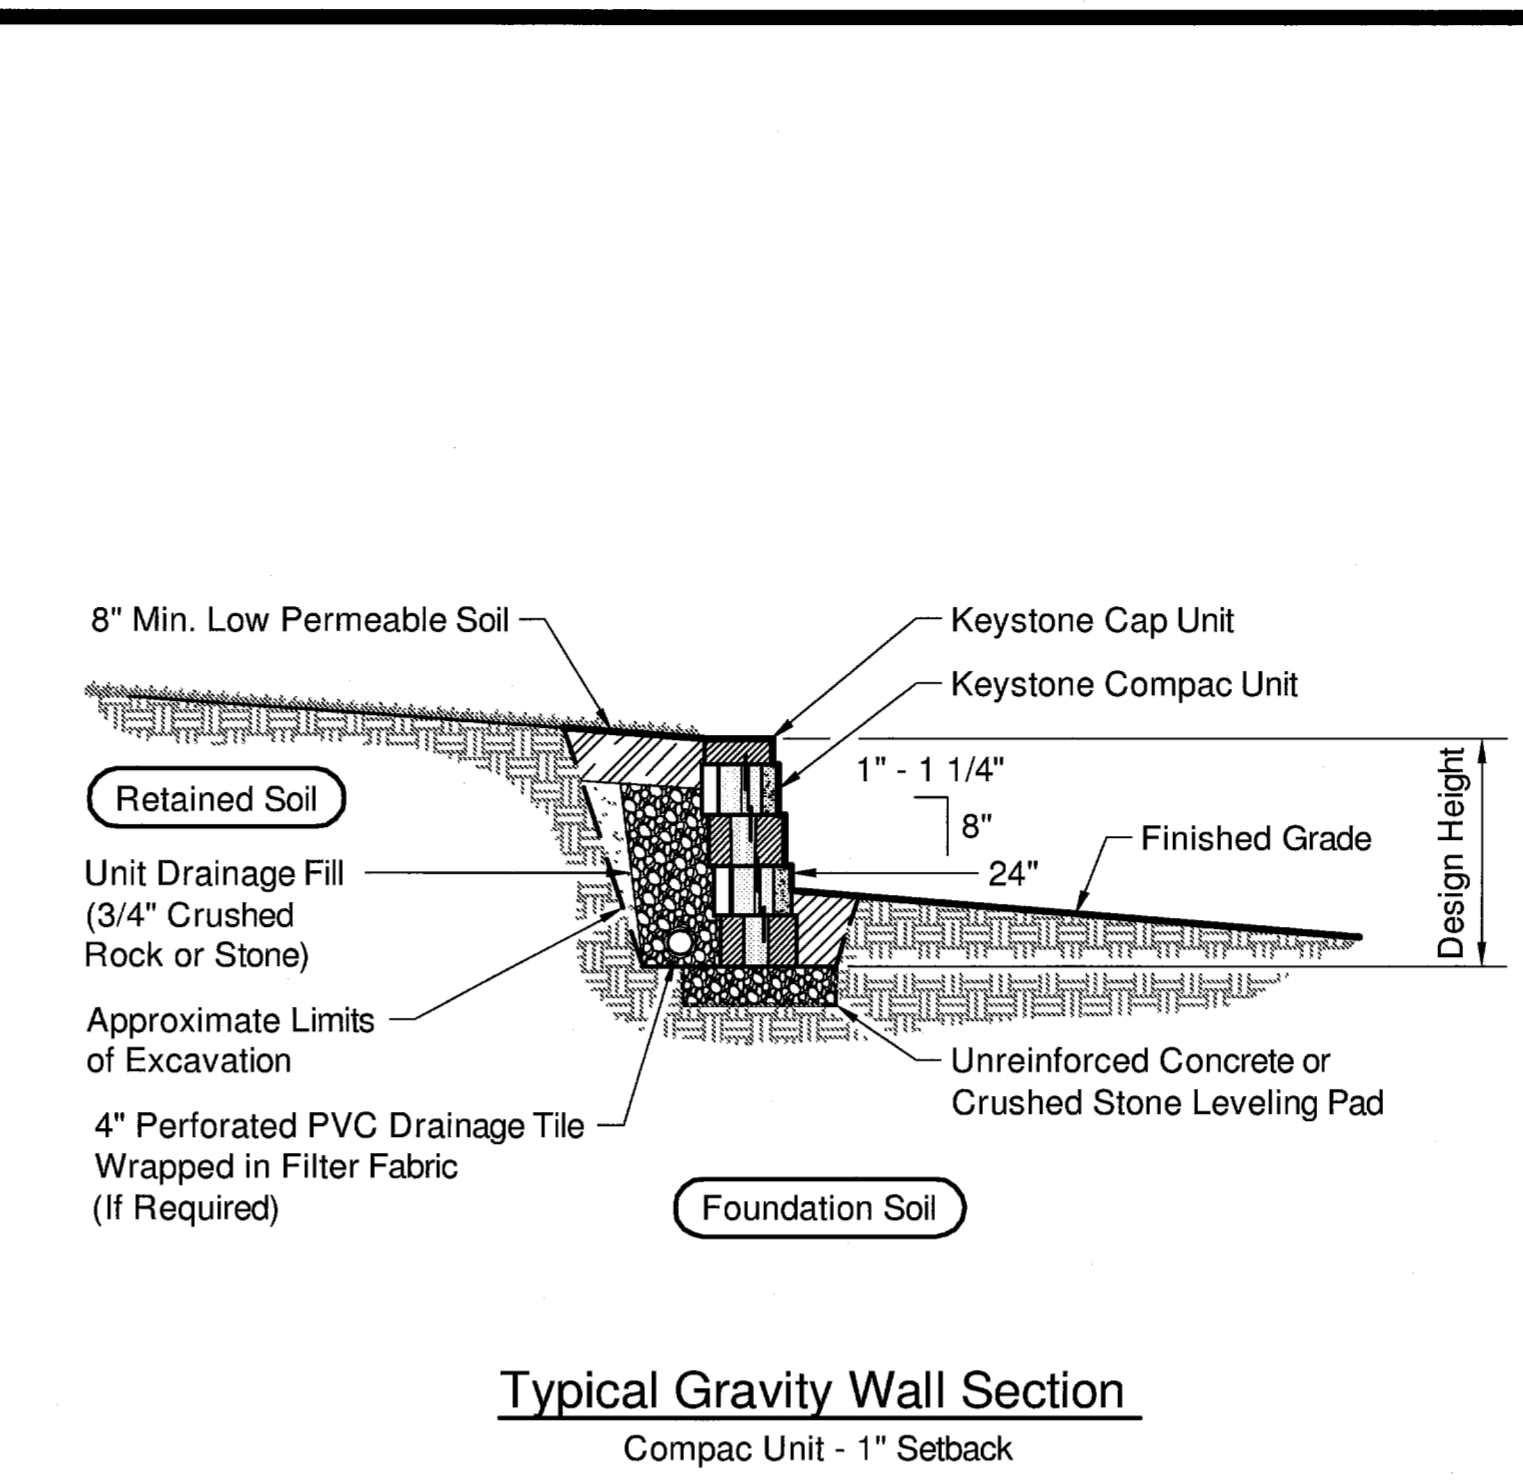 8" Min. Low Permeable Soil
Keystone Cap Unit
Keystone Compac Unit
1" - 1 1/4"
8"
24"
Finished Grade
Design Height
Retained Soil
Unit Drainage Fill
(3/4" Crushed
Rock or Stone)
Approximate Limits
of Excavation
4" Perforated PVC Drainage Tile
Wrapped in Filter Fabric
(If Required)
Unreinforced Concrete or
Crushed Stone Leveling Pad
Foundation Soil
Typical Gravity Wall Section
Compac Unit - 1" Setback